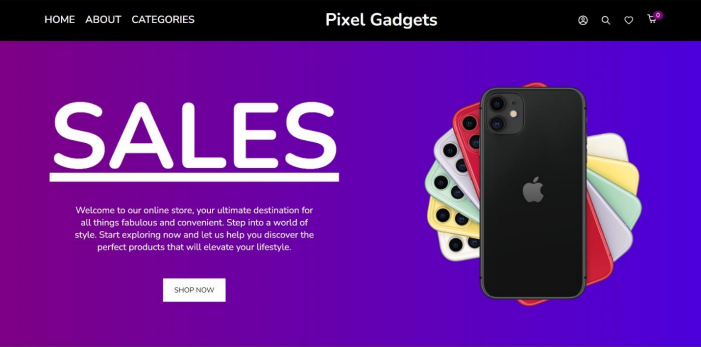 HOME ABOUT CATEGORIES Pixel Gadgets 0
SALES
Welcome to our online store, your ultimate destination for
all things fabulous and convenient. Step into a world of
style. Start exploring now and let us help you discover the
perfect products that will elevate your lifestyle.
SHOP NOW